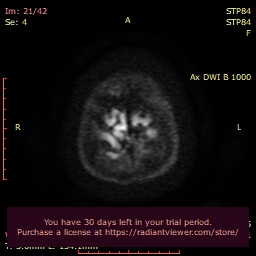 Im: 21/42
Se: 4
A
STP84
STP84
F
Ax DWI B 1000
R
L
You have 30 days left in your trial period.
Purchase a license at https://radiantviewer.com/store/